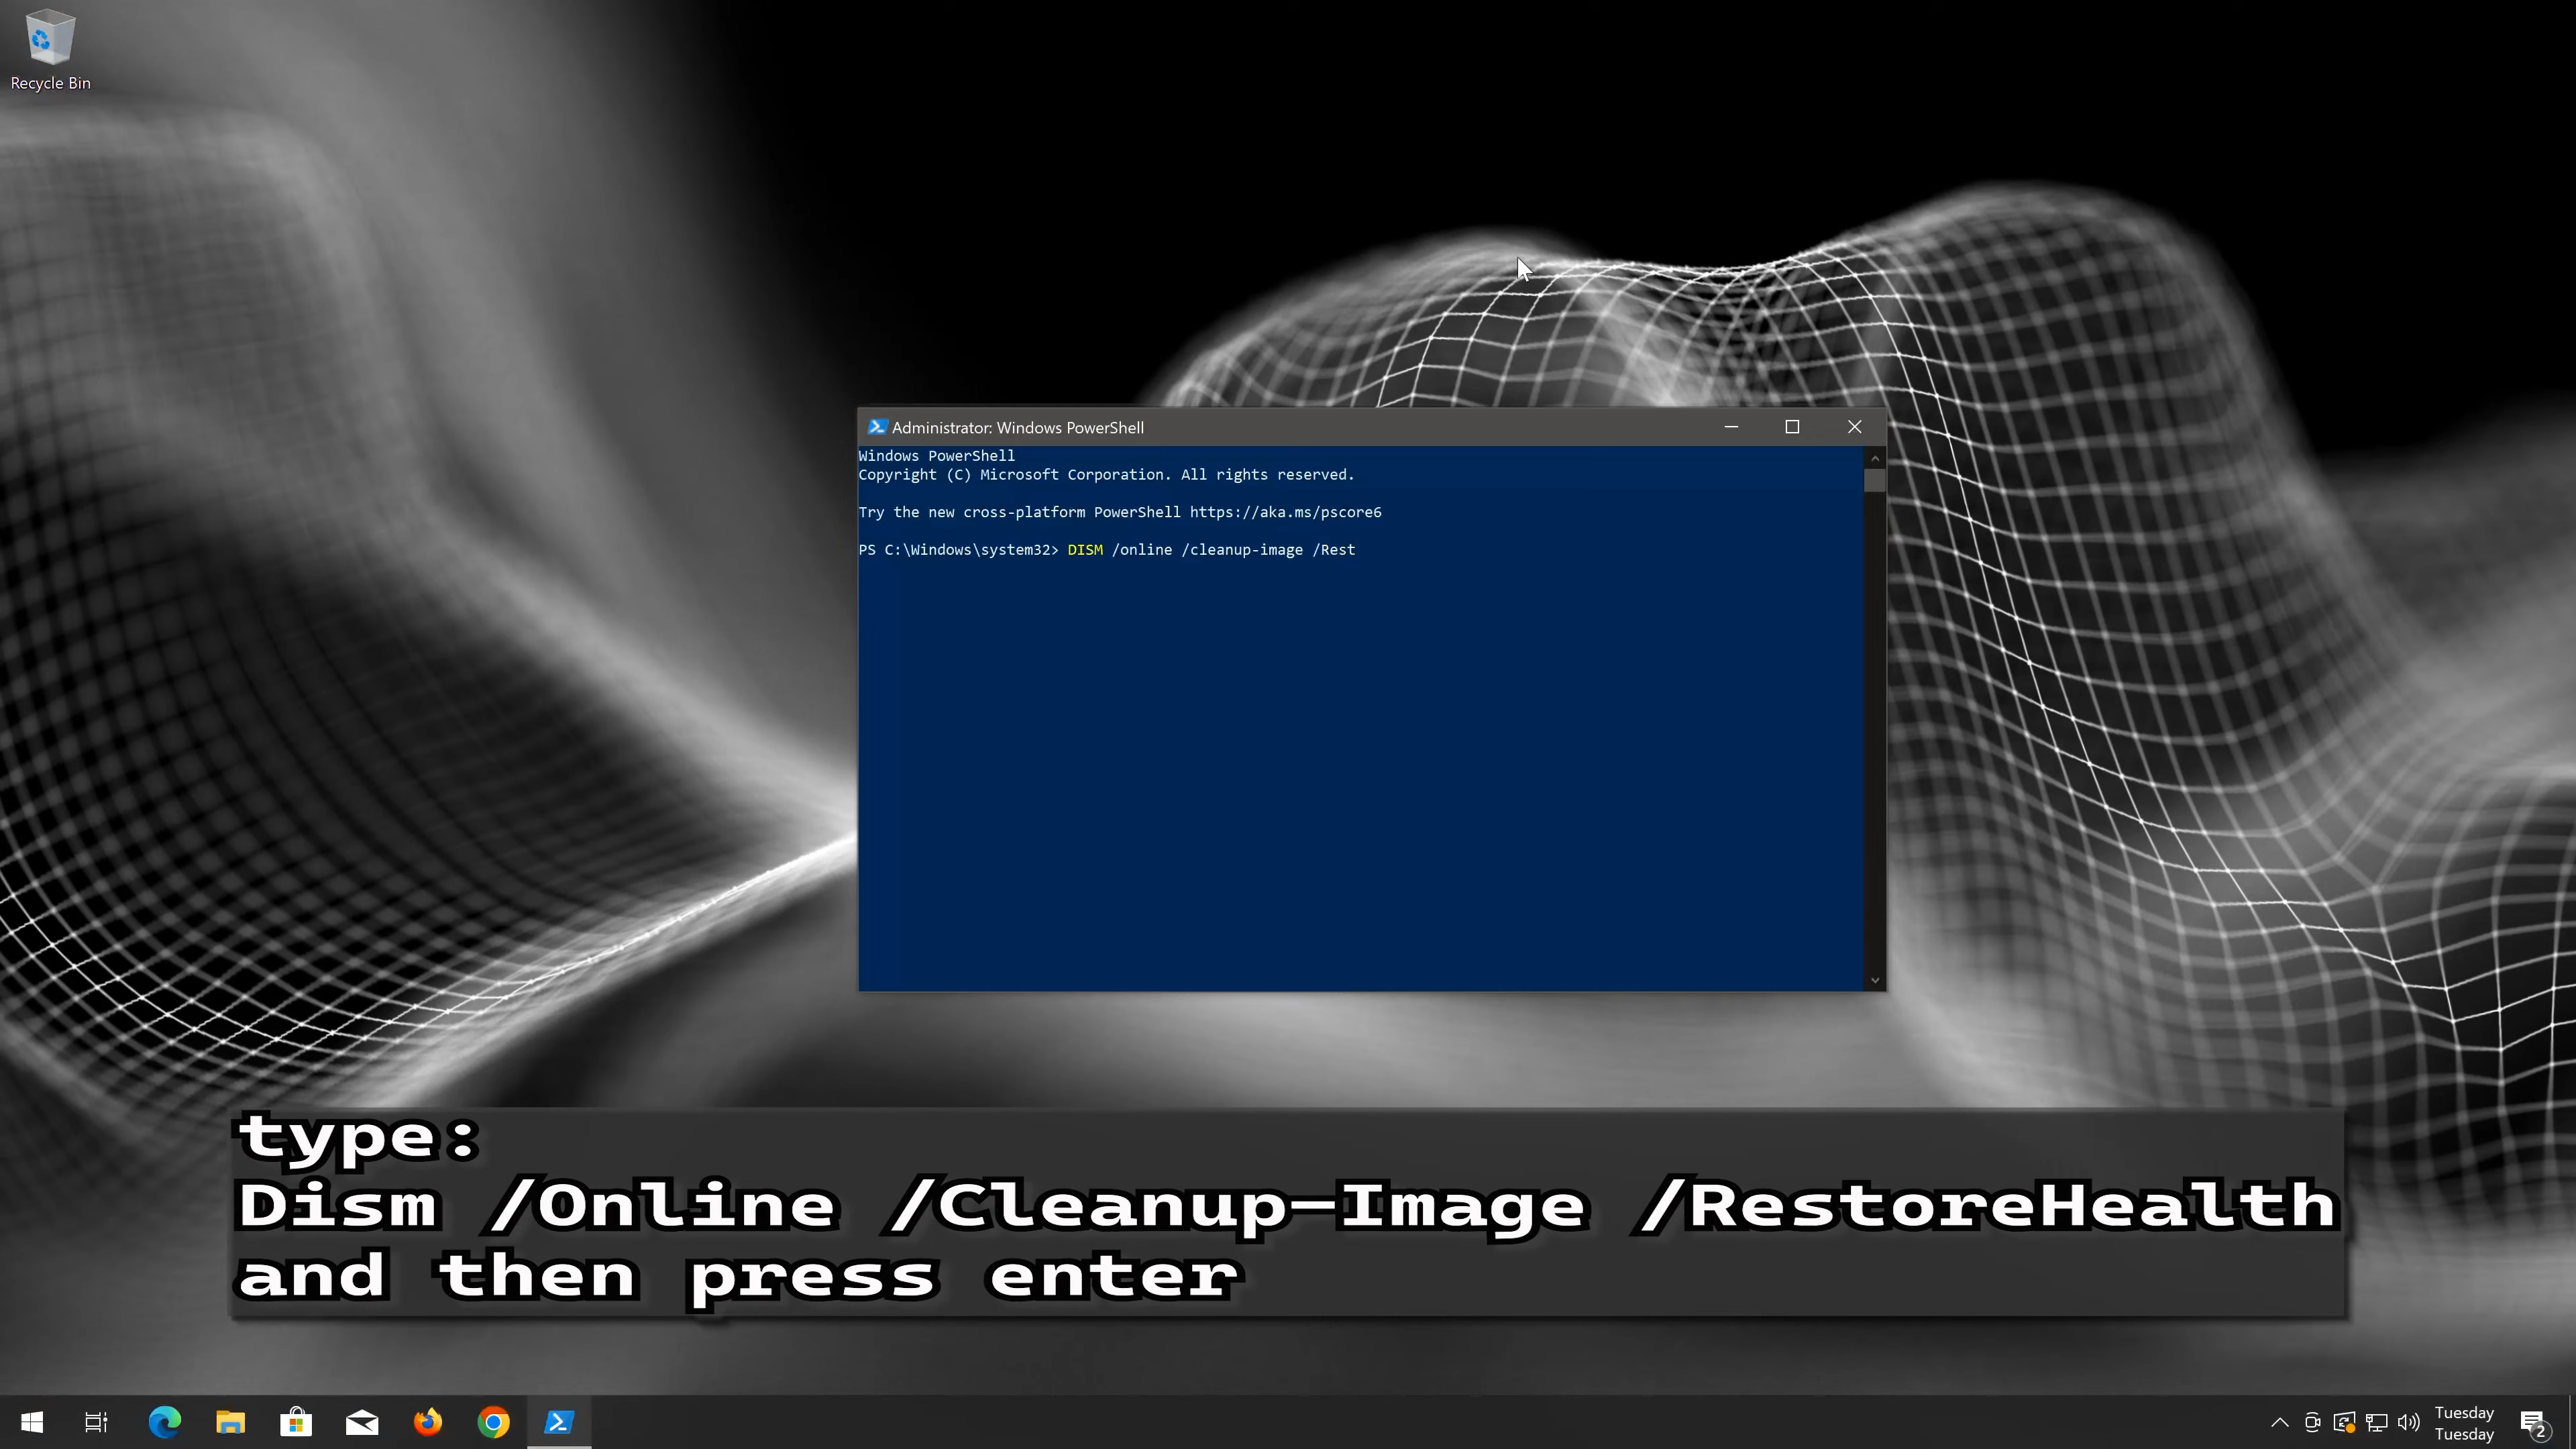 Recycle Bin
Administrator: Windows PowerShell
Windows PowerShell
Copyright (C) Microsoft Corporation. All rights reserved.
Try the new cross-platform PowerShell https://aka.ms/pscore6
PS C:\Windows\system32> DISM /online /cleanup-image /Rest
type:
Dism /Online /Cleanup-Image /RestoreHealth
and then press enter
Tuesday
Tuesday
2